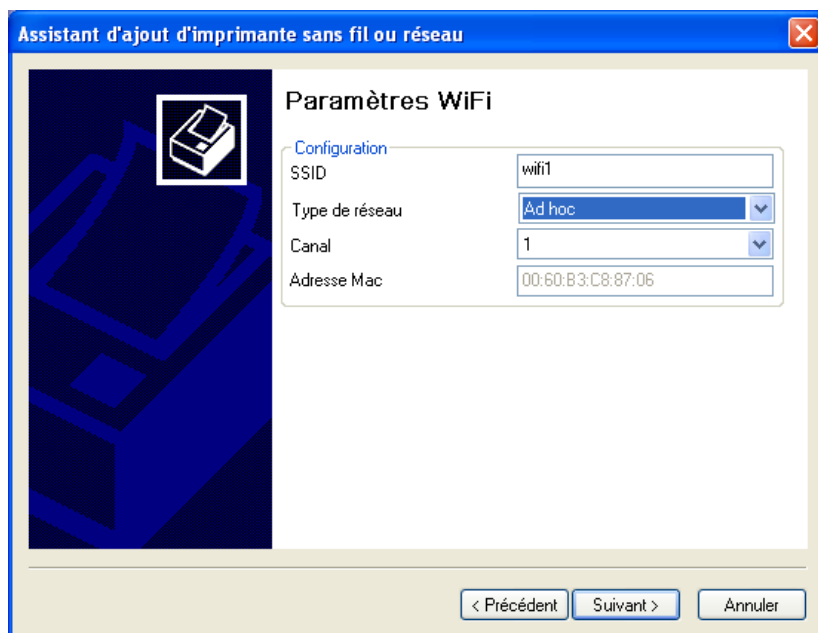 Assistant d'ajout d'imprimante sans fil ou réseau
Paramètres WiFi
Configuration
SSID wifi1
Type de réseau Ad hoc
Canal 1
Adresse Mac 00:60:B3:C8:87:06
< Précédent Suivant > Annuler